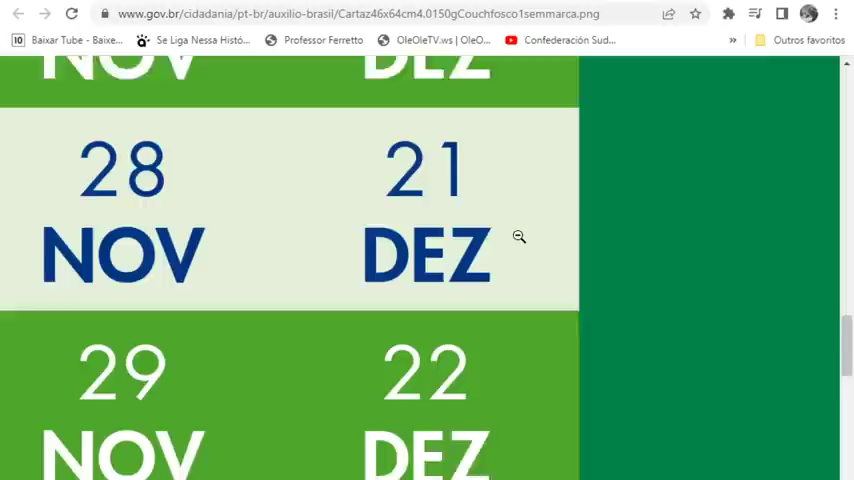 www.gov.br/cidadania/pt-br/auxilio-brasil/Cartaz46x64cm4.0150gCouchfosco1semmarca.png
Baixar Tube - Baixe... Se Liga Nessa Histó... Professor Ferretto OleOleTV.ws | OleO... Confederación Sud... » Outros favoritos
NOV DEZ
28 21
NOV DEZ
29 22
NOV DEZ